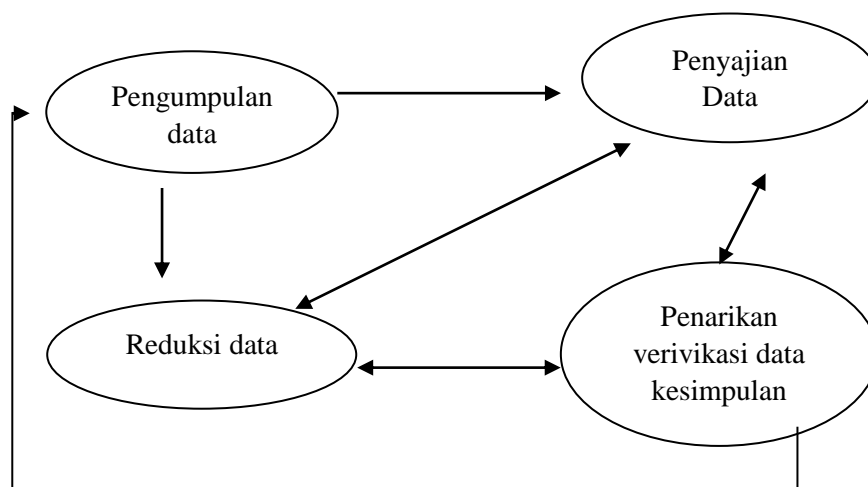 Pengumpulan
data
Penyajian
Data
Reduksi data
Penarikan
verivikasi data
kesimpulan